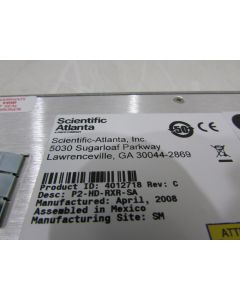 Scientific
Atlanta
Scientific-Atlanta, Inc.
5030 Sugarloaf Parkway
Lawrenceville, GA 30044-2869
50
Product ID: 4012718 Rev: C
Desc: P2-HD-RXR-SA
Manufactured: April, 2008
Assembled in Mexico
Manufacturing Site: SM